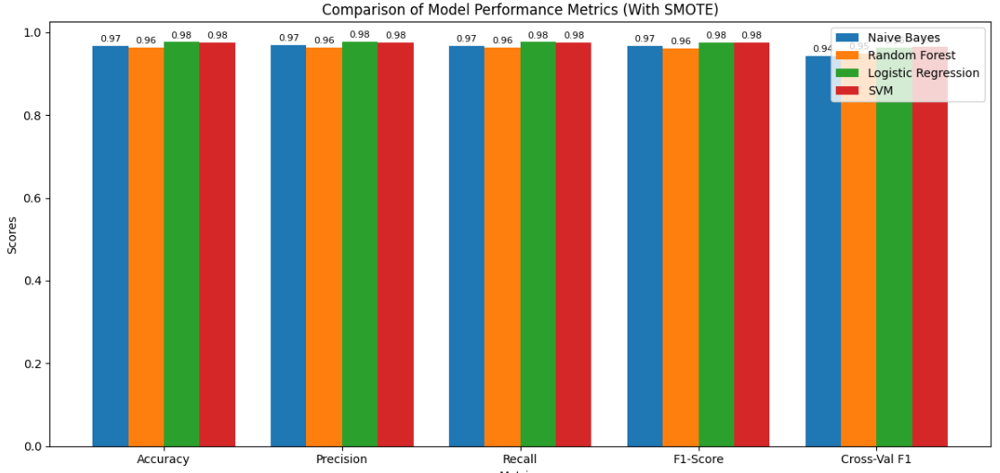 Comparison of Model Performance Metrics (With SMOTE)
Scores
1.0
0.8
0.6
0.4
0.2
0.0
0.97 0.96 0.98 0.98
0.97 0.96 0.98 0.98
0.97 0.96 0.98 0.98
0.97 0.96 0.98 0.98
0.94 0.95
Naive Bayes
Random Forest
Logistic Regression
SVM
Accuracy
Precision
Recall
F1-Score
Cross-Val F1